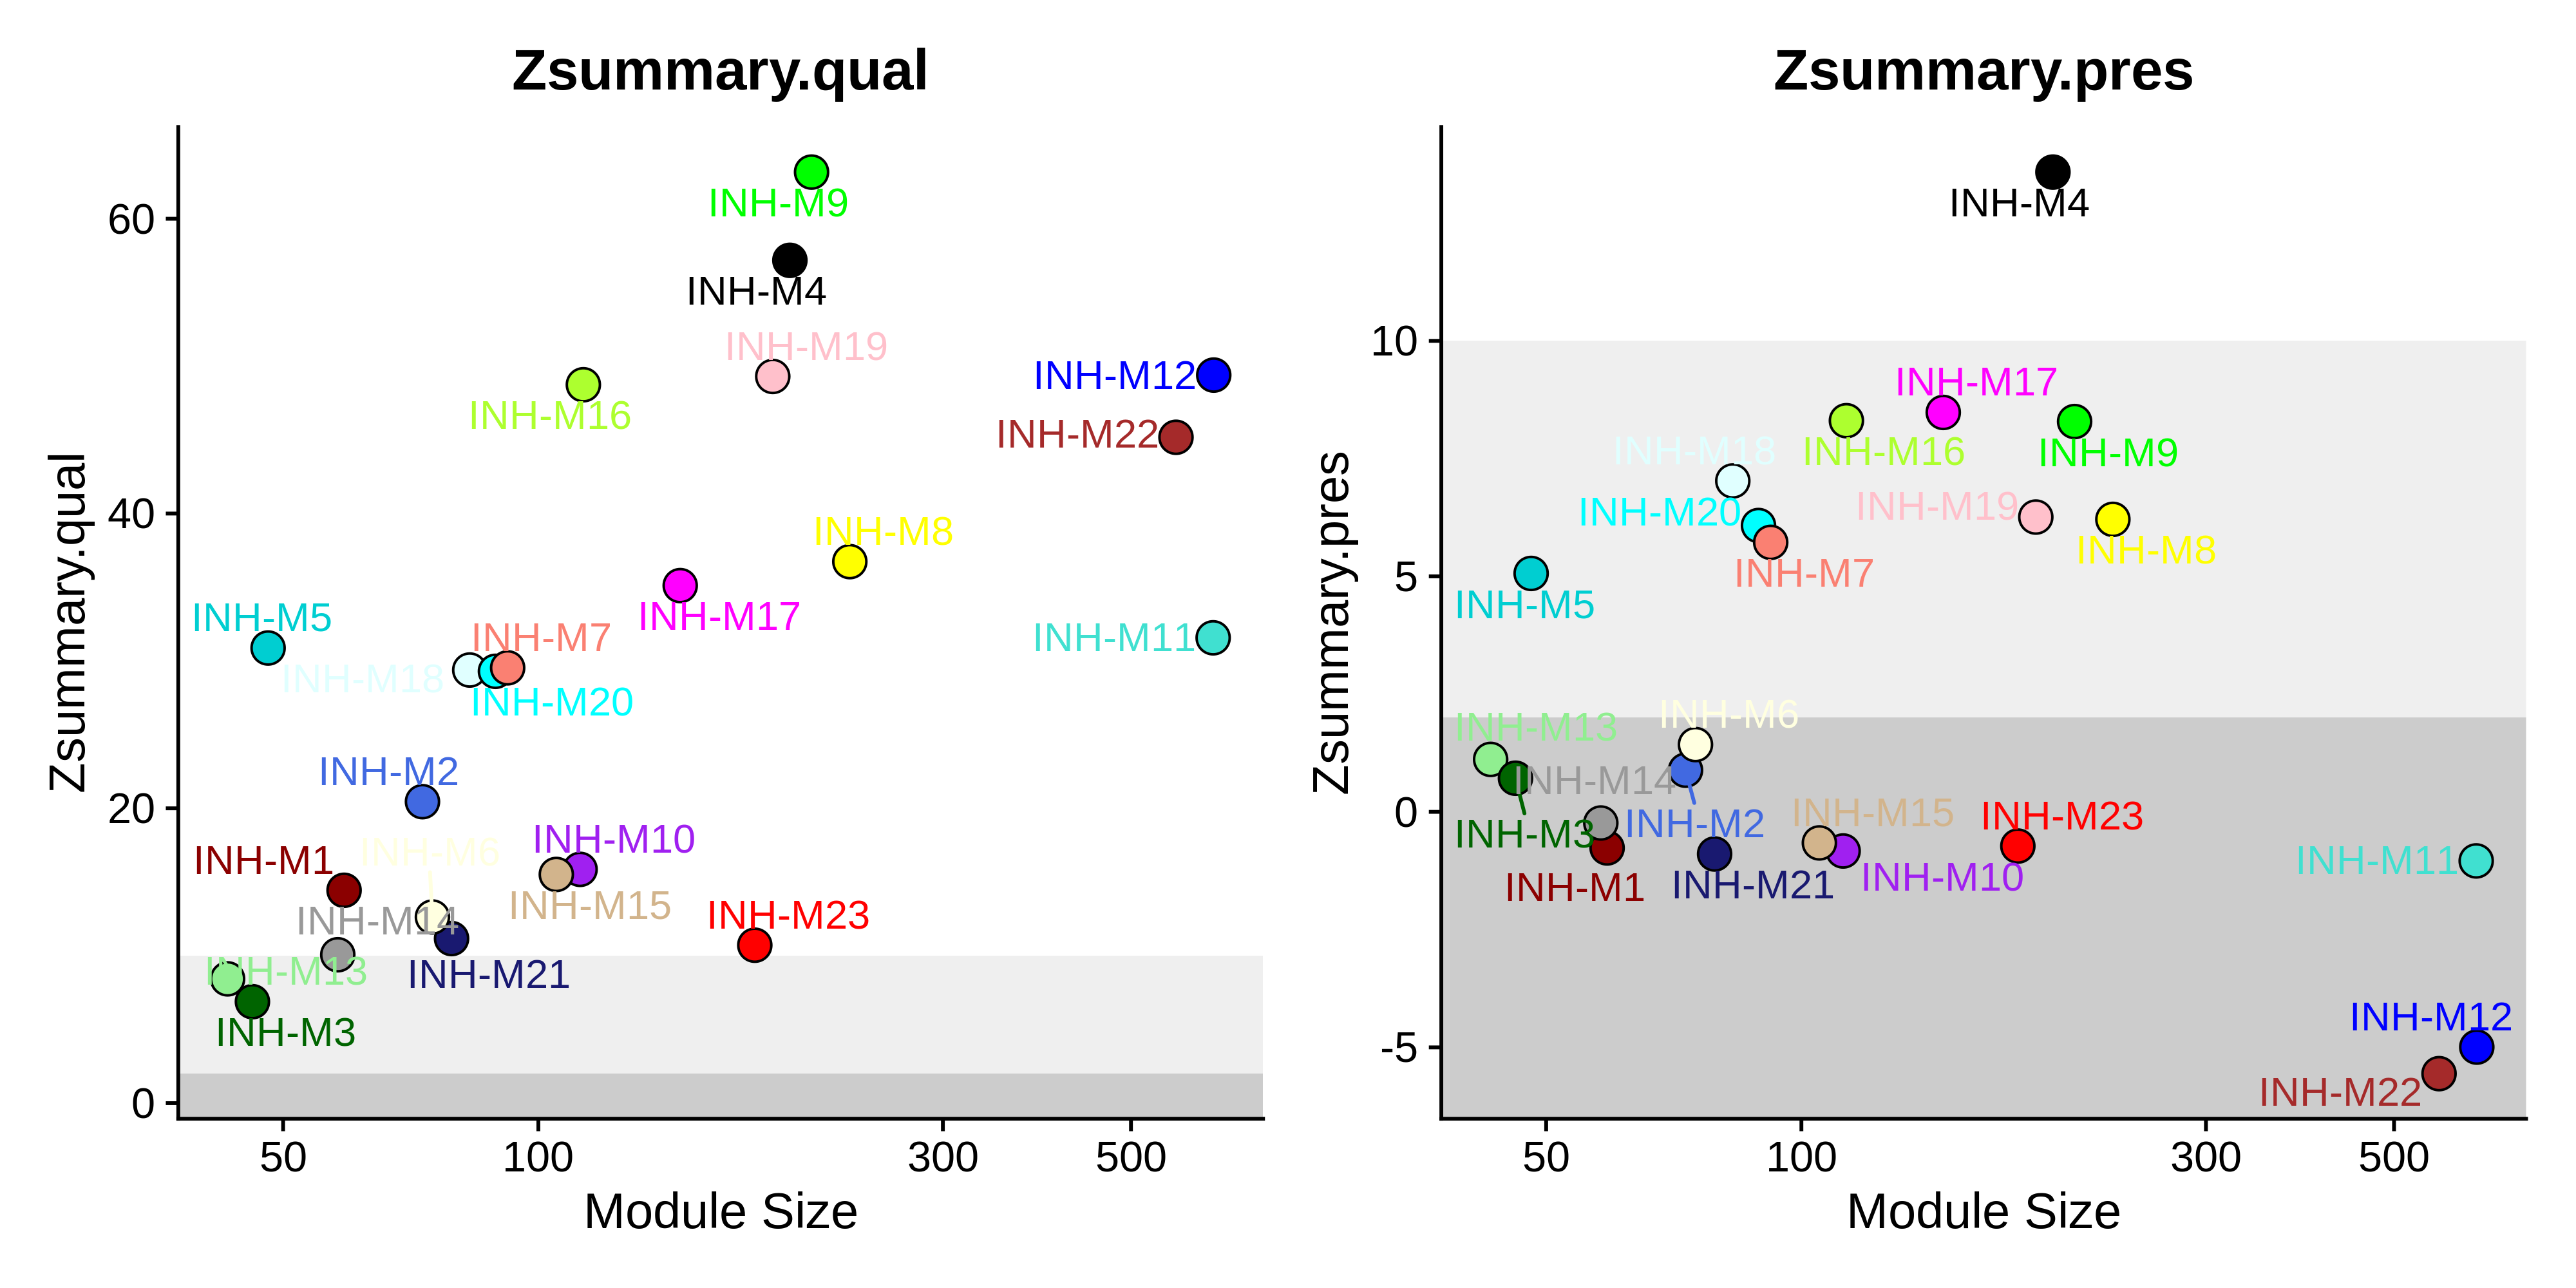 Zsummary.qual
Zsummary.qual
60
40
20
0
INH-M9
INH-M4
INH-M19
INH-M12
INH-M16
INH-M22
INH-M8
INH-M5
INH-M17
INH-M7
INH-M11
INH-M18
INH-M20
INH-M2
INH-M10
INH-M6
INH-M1
INH-M15
INH-M14
INH-M23
INH-M13
INH-M21
INH-M3
50
100
300
500
Module Size
Zsummary.pres
Zsummary.pres
10
5
0
-5
INH-M4
INH-M17
INH-M18
INH-M16
INH-M9
INH-M20
INH-M19
INH-M8
INH-M7
INH-M5
INH-M6
INH-M13
INH-M14
INH-M15
INH-M23
INH-M2
INH-M3
INH-M11
INH-M10
INH-M21
INH-M1
INH-M12
INH-M22
50
100
300
500
Module Size